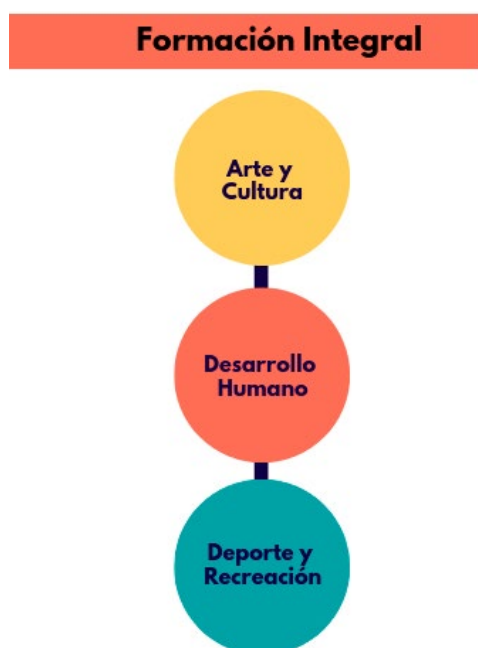 Formación Integral
Arte y
Cultura
Desarrollo
Humano
Deporte y
Recreación